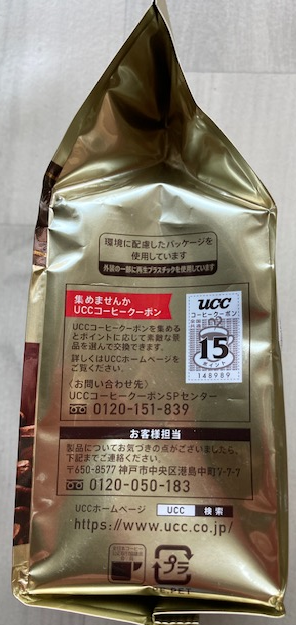 環境に配慮したパッケージを
使用しています
外装の一部に再生プラスチックを使用しています
集めませんか
UCCコーヒークーポン
UCCコーヒークーポンを集める
とポイントに応じて素敵な景
品を選んで交換できます。
詳しくはUCCホームページを
ご覧ください。
〈お問い合わせ先〉
UCCコーヒークーポンSPセンター
0120-151-839
ucc
コーヒークーポン
全国共通
15
ポイント
148989
お客様担当
製品についてお気づきの点がございましたら、
下記までご連絡ください。
〒650-8577 神戸市中央区港島中町7-7-7
0120-050-183
UCCホームページ UCC 検索
https://www.ucc.co.jp/
プラ
PE,PET